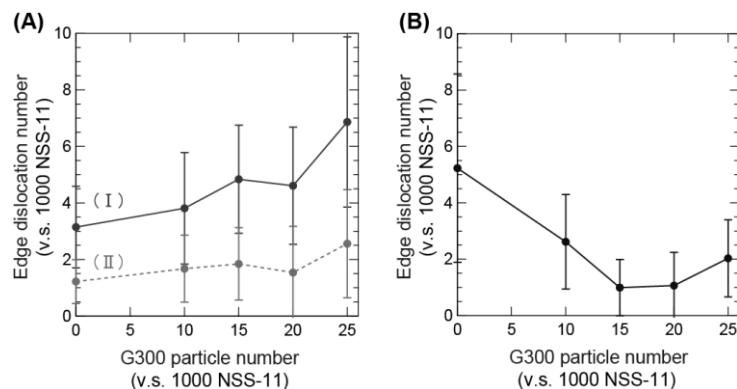 (A)
Edge dislocation number
(v.s. 1000 NSS-11)
10
8
6
4
2
0
(I)
(II)
0 5 10 15 20 25
G300 particle number
(v.s. 1000 NSS-11)
(B)
Edge dislocation number
(v.s. 1000 NSS-11)
10
8
6
4
2
0
0 5 10 15 20 25
G300 particle number
(v.s. 1000 NSS-11)